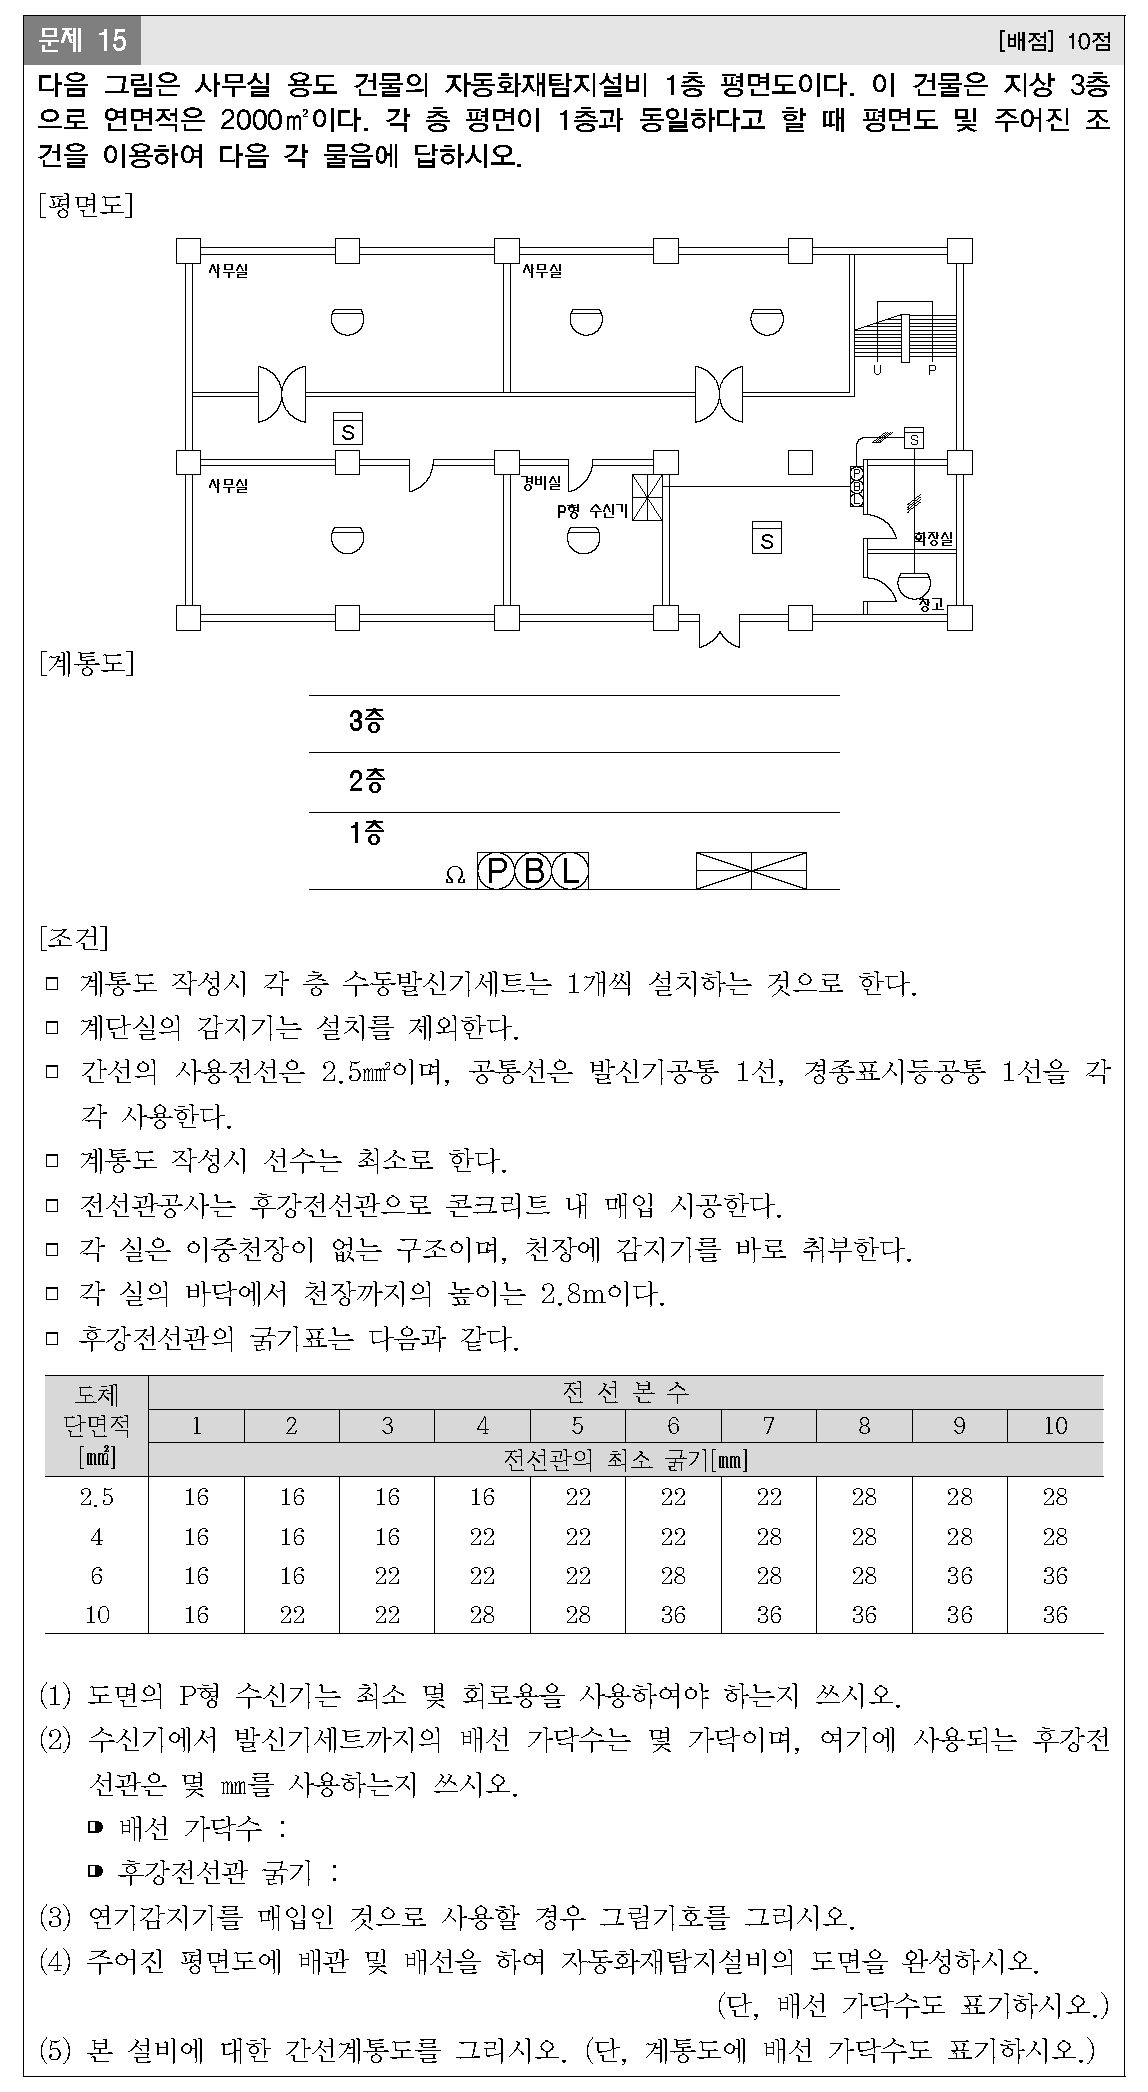 문제 15
[배점] 10점
다음 그림은 사무실 용도 건물의 자동화재탐지설비 1층 평면도이다. 이 건물은 지상 3층
으로 연면적은 2000㎡이다. 각 층 평면이 1층과 동일하다고 할 때 평면도 및 주어진 조
건을 이용하여 다음 각 물음에 답하시오.
[평면도]
사무실
사무실
U P
S
S
사무실
경비실
P형 수신기
P
B
L
S
화장실
창고
[계통도]
3층
2층
1층
Ω P B L
[조건]
□ 계통도 작성시 각 층 수동발신기세트는 1개씩 설치하는 것으로 한다.
□ 계단실의 감지기는 설치를 제외한다.
□ 간선의 사용전선은 2.5㎟이며, 공통선은 발신기공통 1선, 경종표시등공통 1선을 각
각 사용한다.
□ 계통도 작성시 선수는 최소로 한다.
□ 전선관공사는 후강전선관으로 콘크리트 내 매입 시공한다.
□ 각 실은 이중천장이 없는 구조이며, 천장에 감지기를 바로 취부한다.
□ 각 실의 바닥에서 천장까지의 높이는 2.8m이다.
□ 후강전선관의 굵기표는 다음과 같다.
도체 단면적 [㎟] 전 선 본 수
1 2 3 4 5 6 7 8 9 10
전선관의 최소 굵기[㎜]
2.5 16 16 16 16 22 22 22 28 28 28
4 16 16 16 22 22 22 28 28 28 28
6 16 16 22 22 22 28 28 28 36 36
10 16 22 22 28 28 36 36 36 36 36
(1) 도면의 P형 수신기는 최소 몇 회로용을 사용하여야 하는지 쓰시오.
(2) 수신기에서 발신기세트까지의 배선 가닥수는 몇 가닥이며, 여기에 사용되는 후강전
선관은 몇 ㎜를 사용하는지 쓰시오.
배선 가닥수 :
후강전선관 굵기 :
(3) 연기감지기를 매입인 것으로 사용할 경우 그림기호를 그리시오.
(4) 주어진 평면도에 배관 및 배선을 하여 자동화재탐지설비의 도면을 완성하시오.
(단, 배선 가닥수도 표기하시오.)
(5) 본 설비에 대한 간선계통도를 그리시오. (단, 계통도에 배선 가닥수도 표기하시오.)